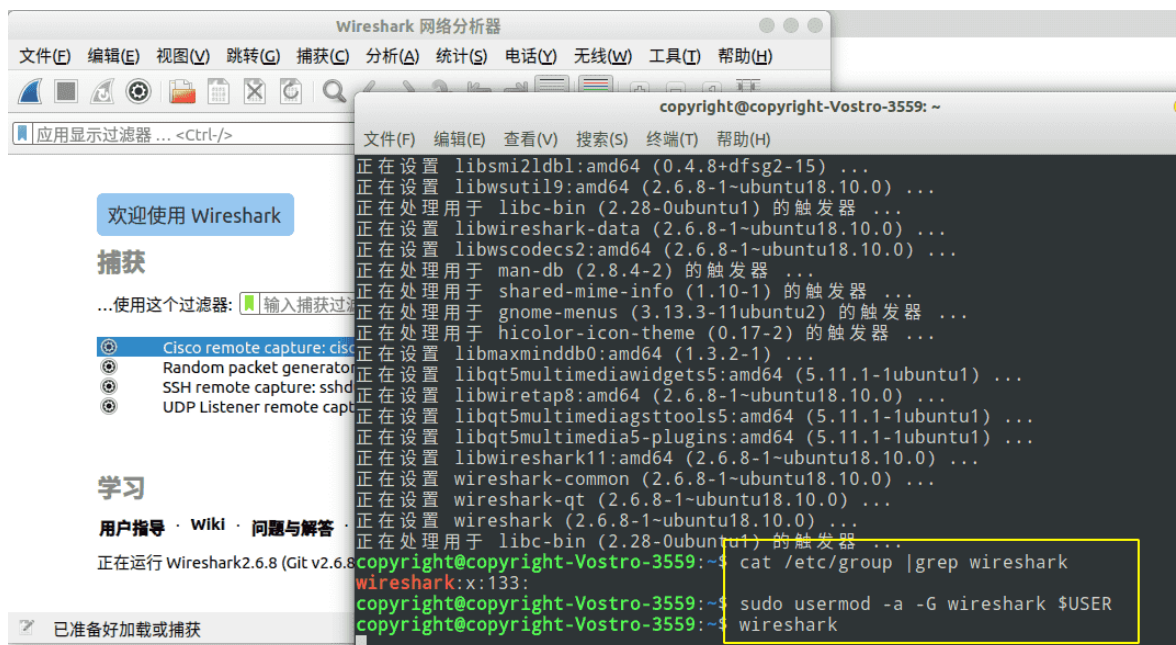 Wireshark 网络分析器
文件(F) 编辑(E) 视图(V) 跳转(G) 捕获(C) 分析(A) 统计(S) 电话(Y) 无线(W) 工具(T) 帮助(H)
应用显示过滤器 … <Ctrl-/>
欢迎使用 Wireshark
捕获
…使用这个过滤器: 输入捕获过滤
Cisco remote capture: cisc
Random packet generator
SSH remote capture: sshd
UDP Listener remote capt
学习
用户指导 · Wiki · 问题与解答 ·
正在运行 Wireshark2.6.8 (Git v2.6.8
已准备好加载或捕获
copyright@copyright-Vostro-3559: ~
文件(F) 编辑(E) 查看(V) 搜索(S) 终端(T) 帮助(H)
正在设置 libsmi2ldbl:amd64 (0.4.8+dfsg2-15) ...
正在设置 libwsutil9:amd64 (2.6.8-1~ubuntu18.10.0) ...
正在处理用于 libc-bin (2.28-0ubuntu1) 的触发器 ...
正在设置 libwireshark-data (2.6.8-1~ubuntu18.10.0) ...
正在设置 libwscodecs2:amd64 (2.6.8-1~ubuntu18.10.0) ...
正在处理用于 man-db (2.8.4-2) 的触发器 ...
正在处理用于 shared-mime-info (1.10-1) 的触发器 ...
正在处理用于 gnome-menus (3.13.3-11ubuntu2) 的触发器 ...
正在处理用于 hicolor-icon-theme (0.17-2) 的触发器 ...
正在设置 libmaxminddb0:amd64 (1.3.2-1) ...
正在设置 libqt5multimediawidgets5:amd64 (5.11.1-1ubuntu1) ...
正在设置 libwiretap8:amd64 (2.6.8-1~ubuntu18.10.0) ...
正在设置 libqt5multimediagsttools5:amd64 (5.11.1-1ubuntu1) ...
正在设置 libqt5multimedia5-plugins:amd64 (5.11.1-1ubuntu1) ...
正在设置 libwireshark11:amd64 (2.6.8-1~ubuntu18.10.0) ...
正在设置 wireshark-common (2.6.8-1~ubuntu18.10.0) ...
正在设置 wireshark-qt (2.6.8-1~ubuntu18.10.0) ...
正在设置 wireshark (2.6.8-1~ubuntu18.10.0) ...
正在处理用于 libc-bin (2.28-0ubuntu1) 的触发器 ...
copyright@copyright-Vostro-3559:~$ cat /etc/group |grep wireshark
wireshark:x:133:
copyright@copyright-Vostro-3559:~$ sudo usermod -a -G wireshark $USER
copyright@copyright-Vostro-3559:~$ wireshark